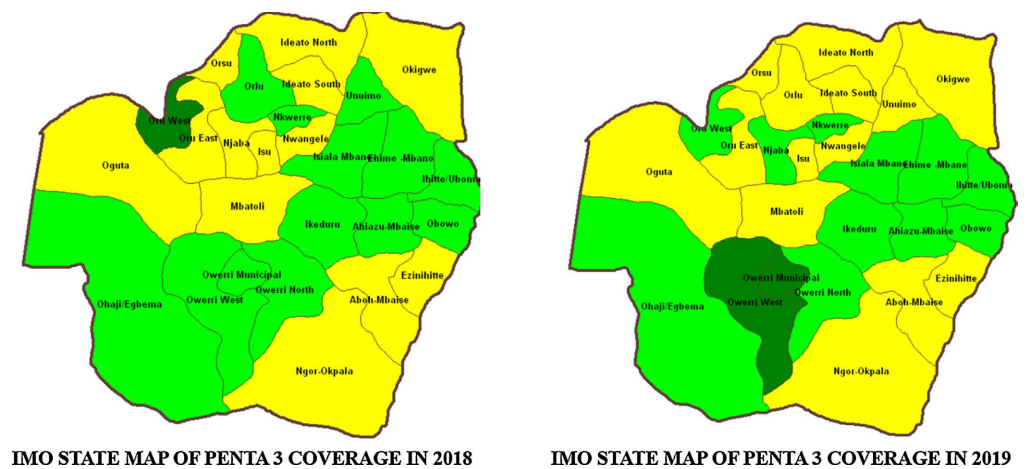 Ideato North
Orsu
Okigwe
Orlu
Ideato South
Unuimo
Oru West
Nkwerre
Oru East
Nwangele
Njaba
Isu
Isiala Mbano
Ehime -Mbano
Oguta
Ihitte/Uboma
Mbatoli
Ikeduru
Ahiazu-Mbaise
Obowo
Owerri Municipal
Ezinihitte
Owerri North
Ohaji/Egbema
Owerri West
Aboh-Mbaise
Ngor-Okpala
IMO STATE MAP OF PENTA 3 COVERAGE IN 2018
Ideato North
Orsu
Okigwe
Orlu
Ideato South
Unuimo
Oru West
Nkwerre
Oru East
Nwangele
Njaba
Isu
Isiala Mbano
Ehime -Mbano
Oguta
Ihitte/Uboma
Mbatoli
Ikeduru
Ahiazu-Mbaise
Obowo
Owerri Municipal
Ezinihitte
Owerri North
Ohaji/Egbema
Owerri West
Aboh-Mbaise
Ngor-Okpala
IMO STATE MAP OF PENTA 3 COVERAGE IN 2019